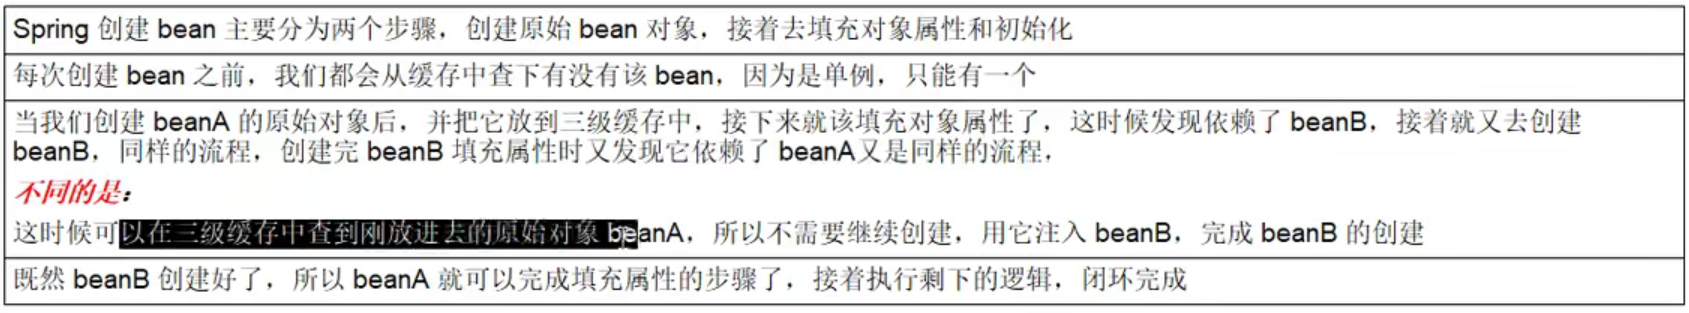 Spring 创建 bean 主要分为两个步骤，创建原始 bean 对象，接着去填充对象属性和初始化
每次创建 bean 之前，我们都会从缓存中查下有没有该 bean，因为是单例，只能有一个
当我们创建 beanA 的原始对象后，并把它放到三级缓存中，接下来就该填充对象属性了，这时候发现依赖了 beanB，接着就又去创建
beanB，同样的流程，创建完 beanB 填充属性时又发现它依赖了 beanA又是同样的流程，
不同的是：
这时候可以在三级缓存中查到刚放进去的原始对象 beanA，所以不需要继续创建，用它注入 beanB，完成 beanB 的创建
既然 beanB 创建好了，所以 beanA 就可以完成填充属性的步骤了，接着执行剩下的逻辑，闭环完成